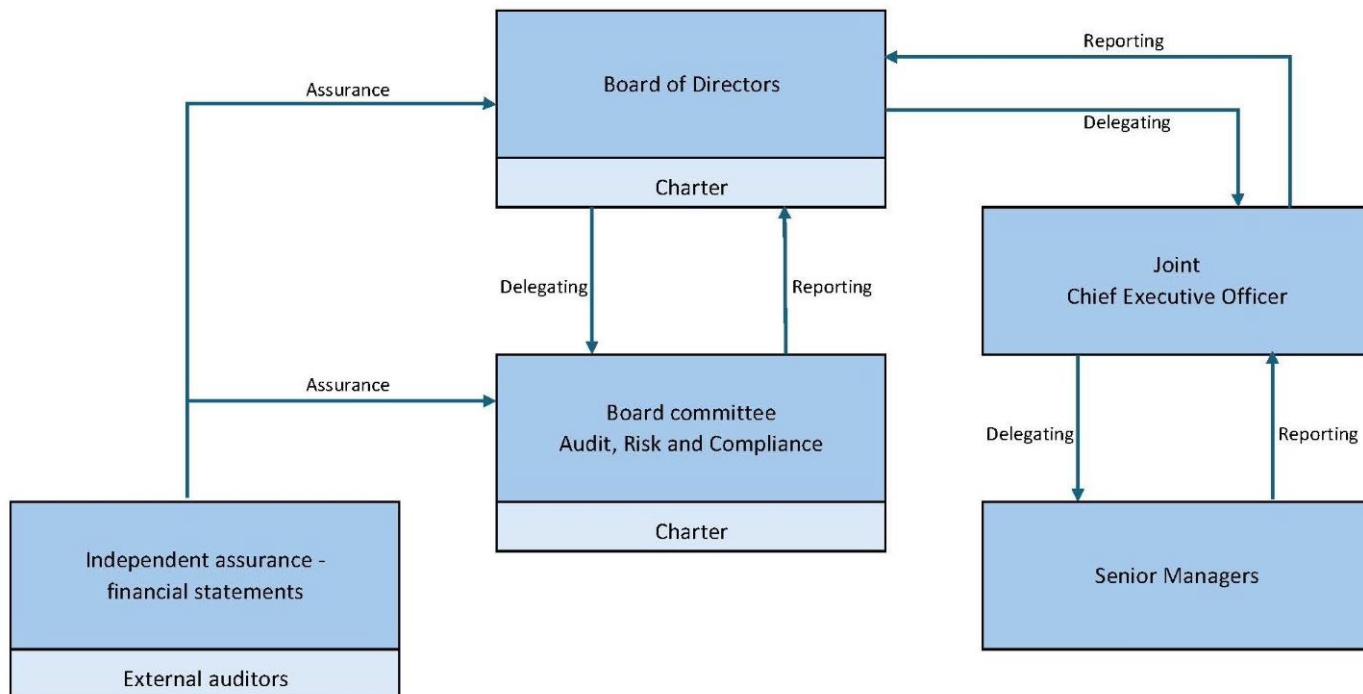 Reporting
Board of Directors
Assurance
Delegating
Charter
Joint
Chief Executive Officer
Delegating
Reporting
Assurance
Board committee
Audit, Risk and Compliance
Delegating
Reporting
Charter
Independent assurance -
financial statements
Senior Managers
External auditors